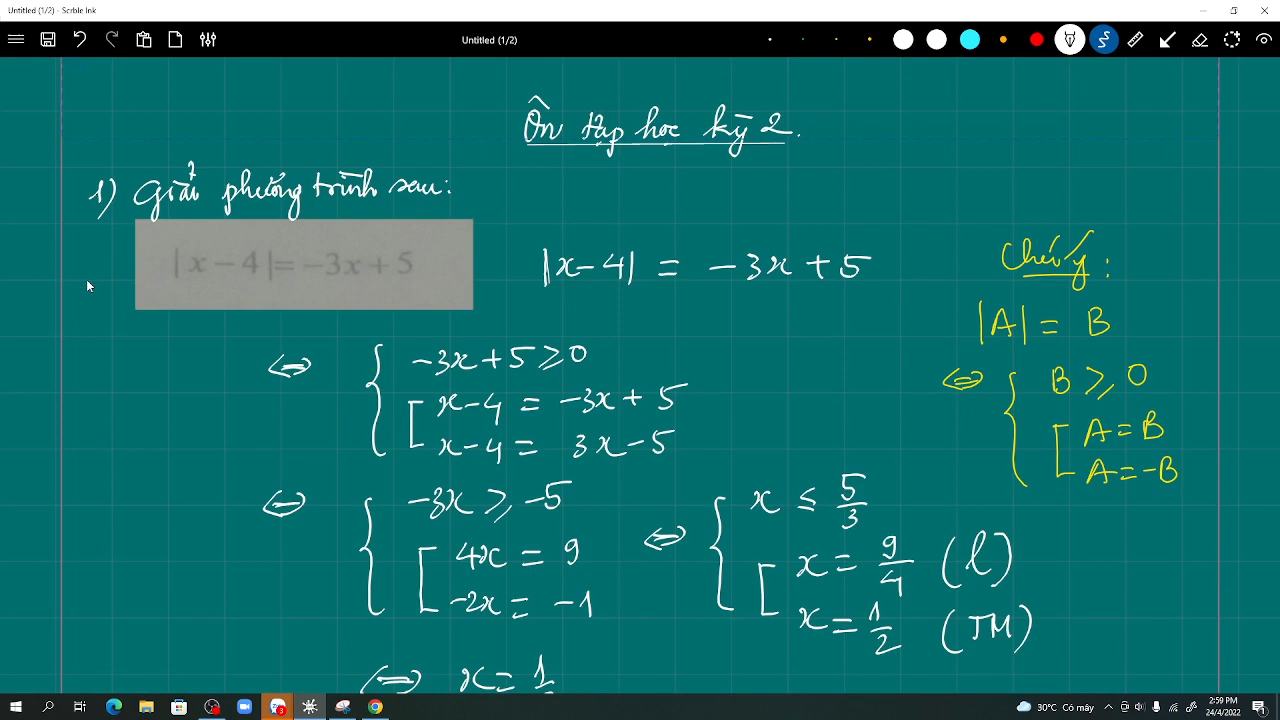 Untitled (1/2) - Scrble Ink
Untitled (1/2)
Ôn tập học kỳ 2.
1) Giải phương trình sau:
|x-4|= -3x+5
|x-4| = -3x+5
Chú ý:
|A| = B
⇔ { B ⩾ 0
[ A = B
A = -B
⇔ { -3x+5 ⩾ 0
[ x-4 = -3x+5
x-4 = 3x-5
⇔ { -3x ⩾ -5
[ 4x = 9
-2x = -1
⇔ { x ≤ 5/3
[ x = 9/4 (l)
x = 1/2 (TM)
⇔ x = 1
3
30°C Có mây
2:59 PM
24/4/2022